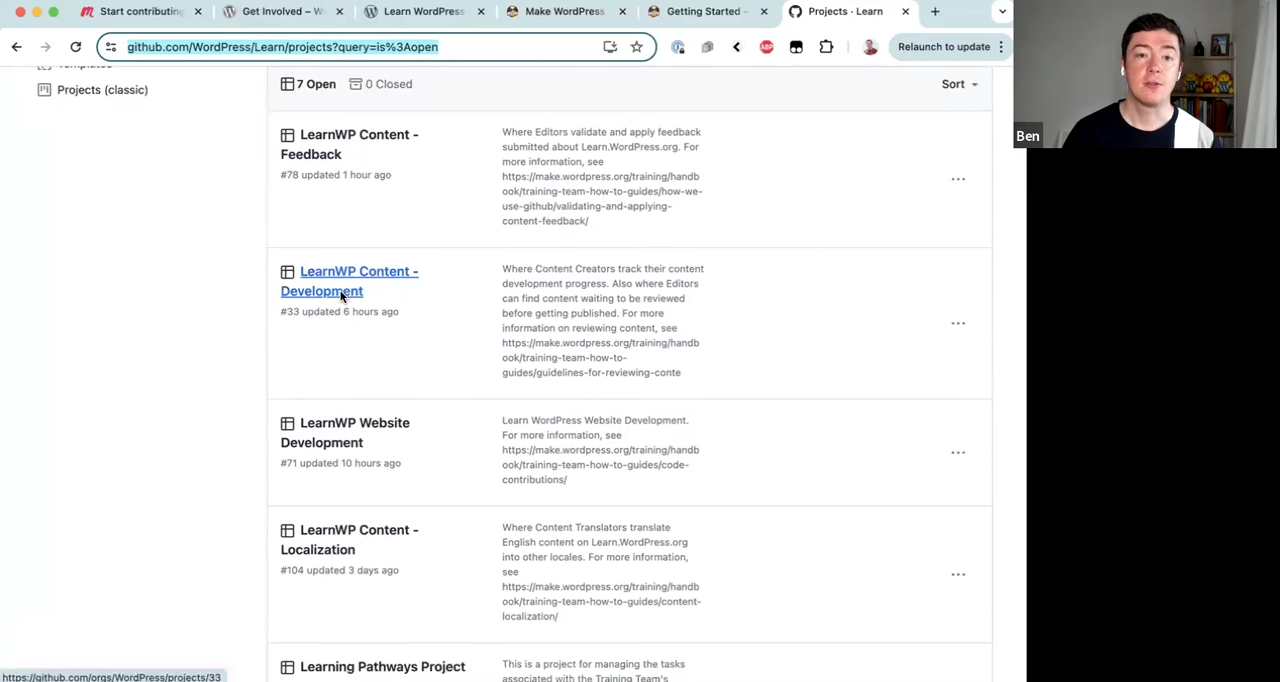 Start contributing
Get Involved – W
Learn WordPress
Make WordPress
Getting Started –
Projects · Learn
github.com/WordPress/Learn/projects?query=is%3Aopen
ABP
Relaunch to update
Ben
Templates
Projects (classic)
7 Open
0 Closed
Sort
LearnWP Content -
Feedback
#78 updated 1 hour ago
Where Editors validate and apply feedback
submitted about Learn.WordPress.org. For
more information, see
https://make.wordpress.org/training/handb
ook/training-team-how-to-guides/how-we-
use-github/validating-and-applying-
content-feedback/
LearnWP Content -
Development
#33 updated 6 hours ago
Where Content Creators track their content
development progress. Also where Editors
can find content waiting to be reviewed
before getting published. For more
information on reviewing content, see
https://make.wordpress.org/training/handb
ook/training-team-how-to-
guides/guidelines-for-reviewing-conte
LearnWP Website
Development
#71 updated 10 hours ago
Learn WordPress Website Development.
For more information, see
https://make.wordpress.org/training/handb
ook/training-team-how-to-guides/code-
contributions/
LearnWP Content -
Localization
#104 updated 3 days ago
Where Content Translators translate
English content on Learn.WordPress.org
into other locales. For more information,
see
https://make.wordpress.org/training/handb
ook/training-team-how-to-guides/content-
localization/
Learning Pathways Project
This is a project for managing the tasks
associated with the Training Team's
https://github.com/orgs/WordPress/projects/33